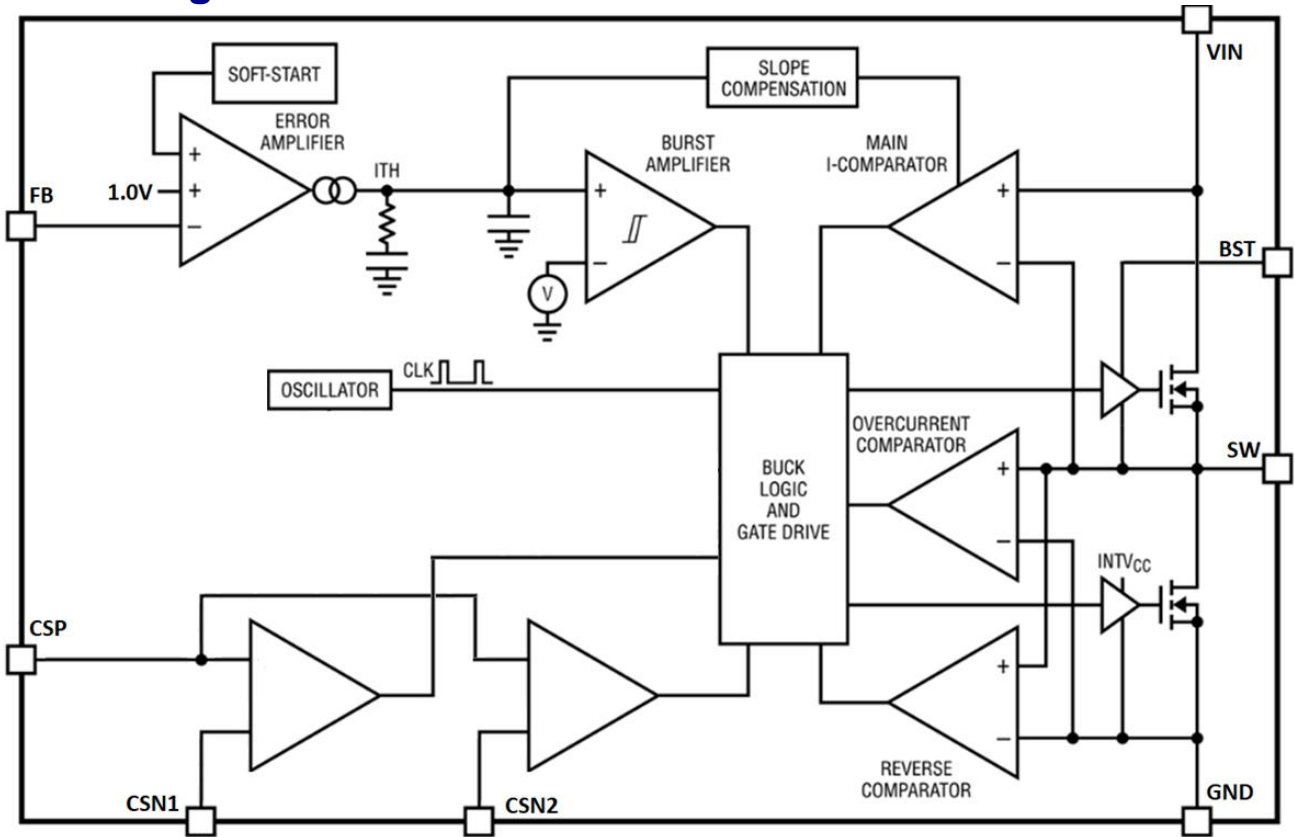 VIN
SOFT-START
SLOPE
COMPENSATION
ERROR
AMPLIFIER
+
+
-
1.0V
FB
ITH
BURST
AMPLIFIER
+
-
V
MAIN
I-COMPARATOR
+
-
BST
OSCILLATOR
CLK
OVERCURRENT
COMPARATOR
+
-
SW
BUCK
LOGIC
AND
GATE DRIVE
INTVCC
CSP
+
-
REVERSE
COMPARATOR
CSN1
CSN2
GND